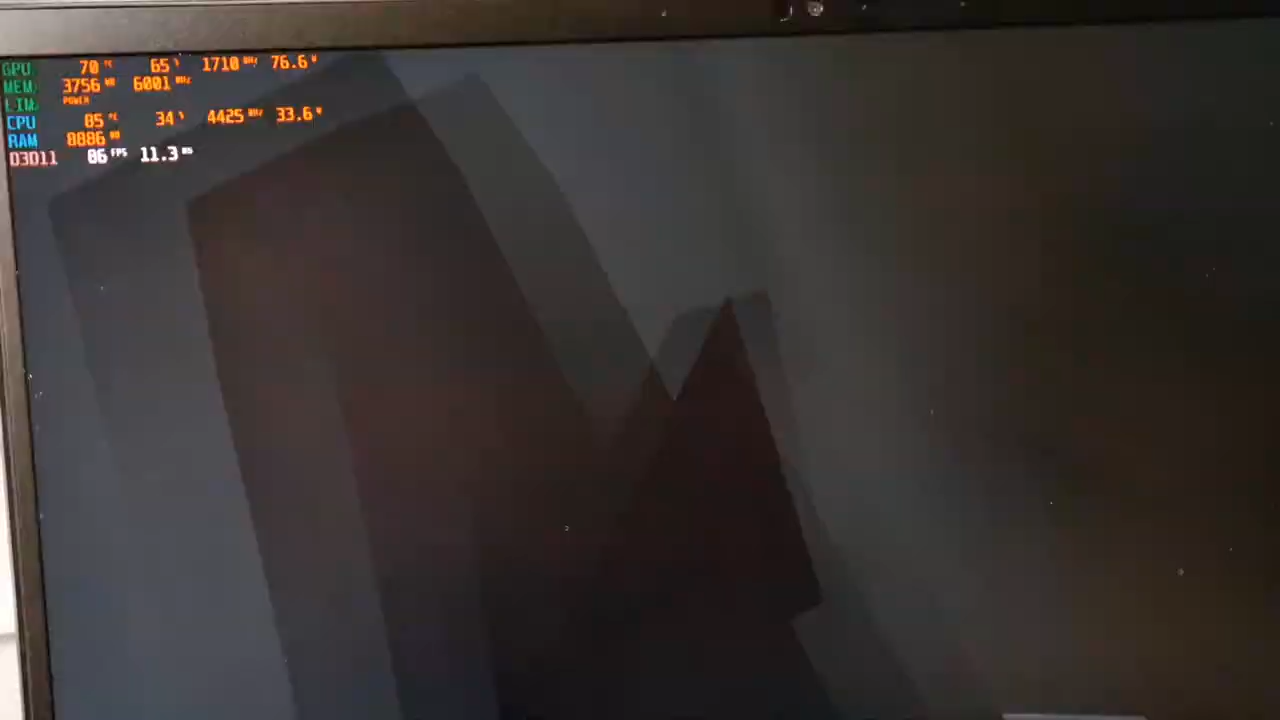 GPU 70 °C 65 % 1710 MHz 76.6 W
MEM 3756 MB 6001 MHz
LIM POWER
CPU 85 °C 34 % 4425 MHz 33.6 W
RAM 8886 MB
D3D11 86 FPS 11.3 ms